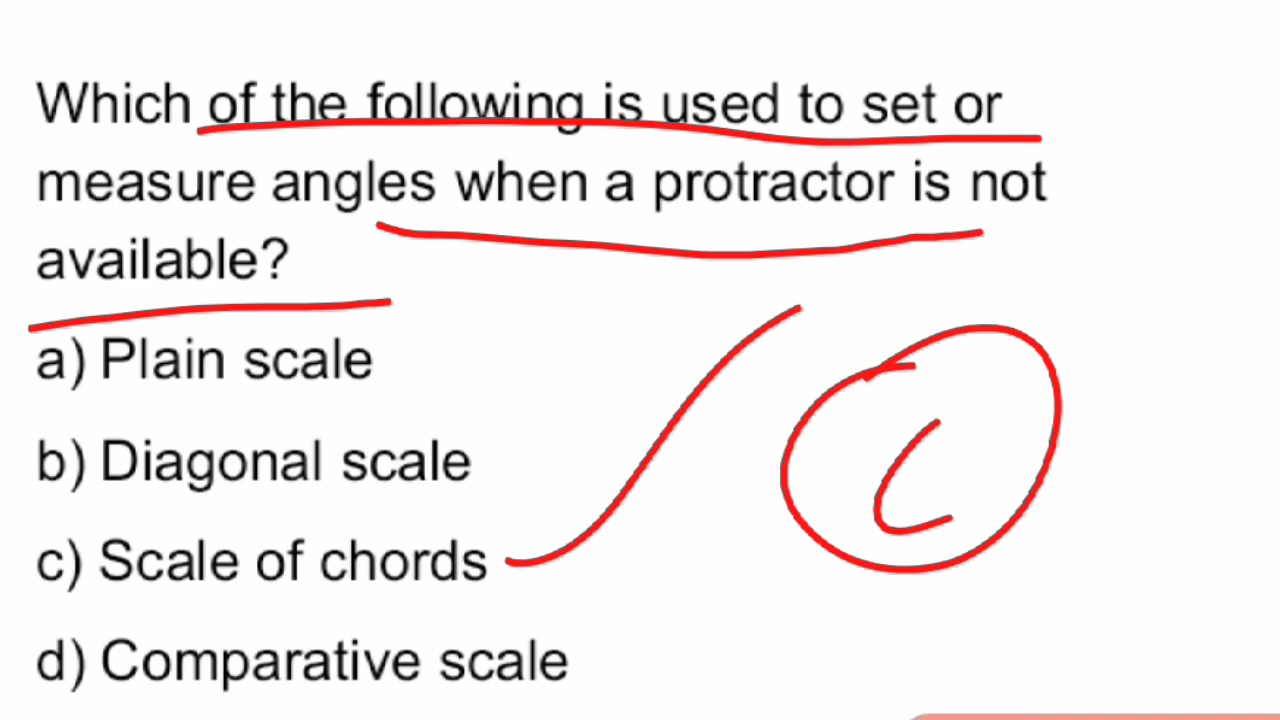 Which of the following is used to set or
measure angles when a protractor is not
available?
a) Plain scale
b) Diagonal scale
c) Scale of chords
C
d) Comparative scale